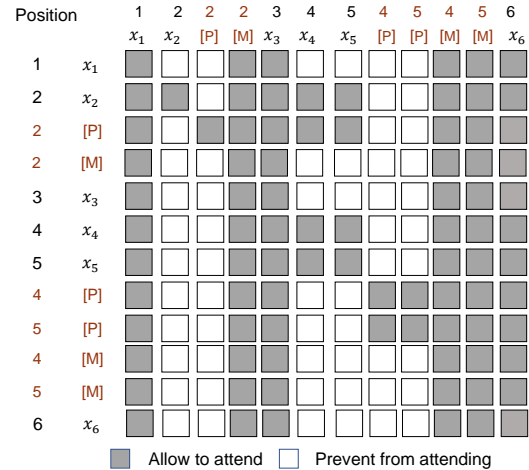 Position 1 2 2 2 3 4 5 4 5 4 5 6
x₁ x₂ [P] [M] x₃ x₄ x₅ [P] [P] [M] [M] x₆
1 x₁
2 x₂
2 [P]
2 [M]
3 x₃
4 x₄
5 x₅
4 [P]
5 [P]
4 [M]
5 [M]
6 x₆
Allow to attend Prevent from attending